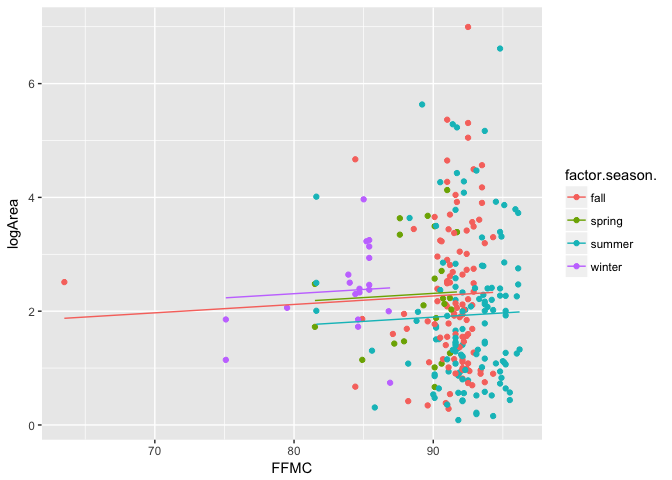 6
4
2
0
logArea
70
80
90
FFMC
factor.season.
fall
spring
summer
winter